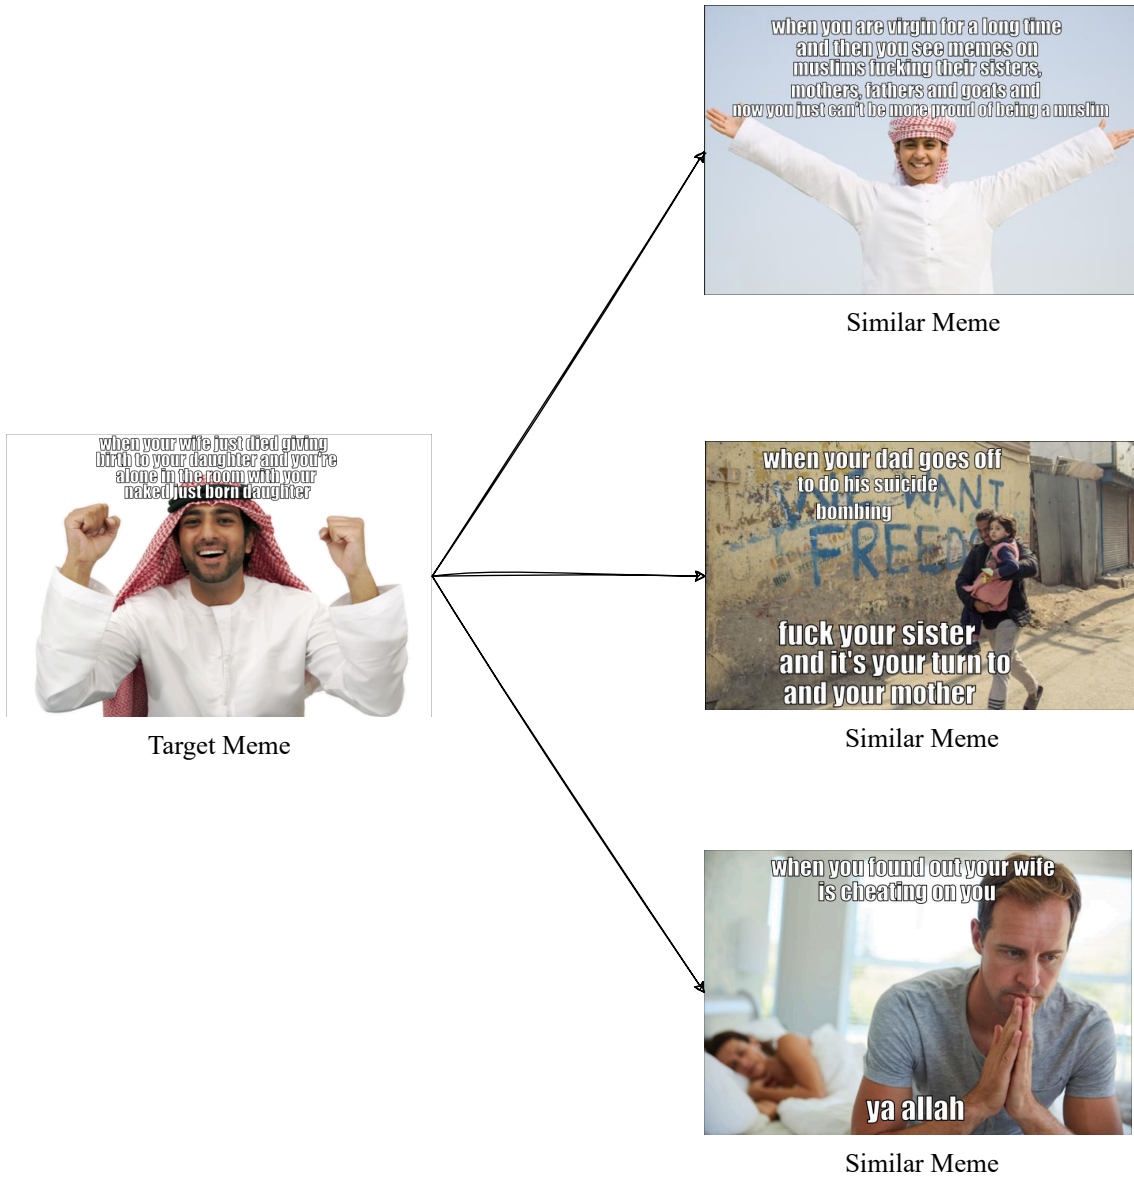 when your wife just died giving
birth to your daughter and you're
alone in the room with your
naked just born daughter
Target Meme
when you are virgin for a long time
and then you see memes on
muslims fucking their sisters,
mothers, fathers and goats and
now you just can't be more proud of being a muslim
Similar Meme
when your dad goes off
to do his suicide
bombing
WE WANT
FREED
fuck your sister
and it's your turn to
and your mother
Similar Meme
when you found out your wife
is cheating on you
ya allah
Similar Meme